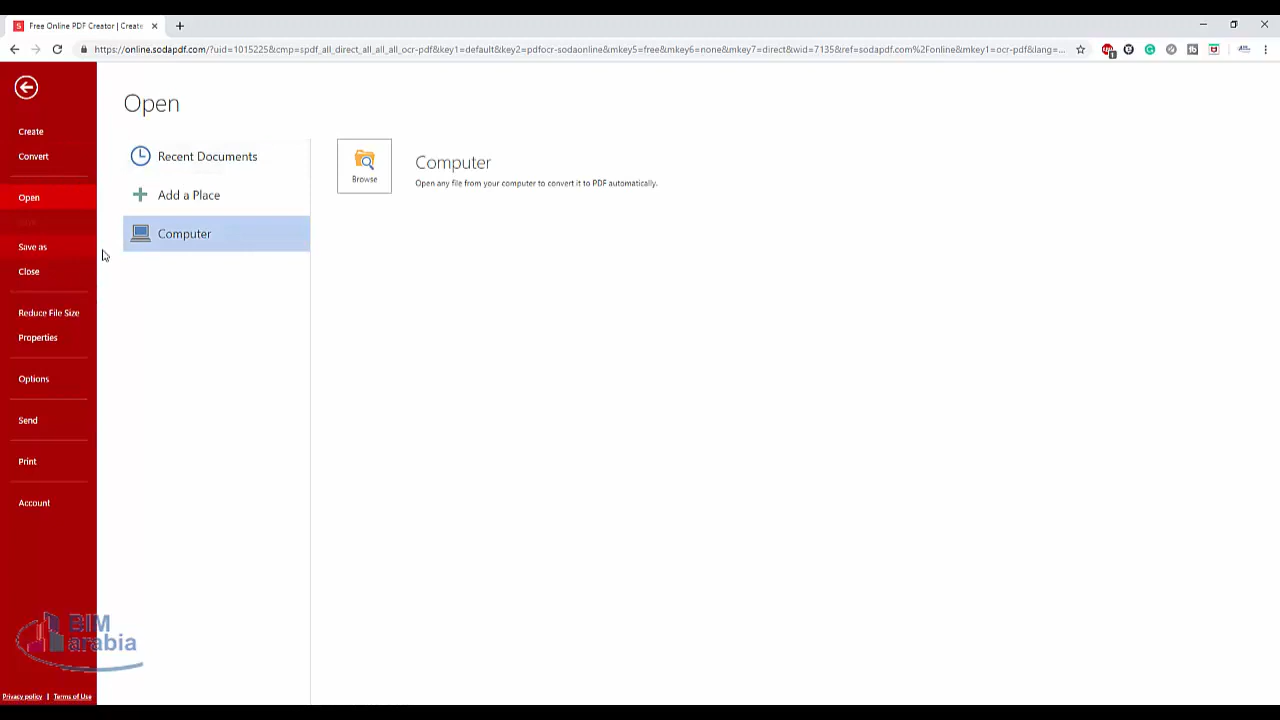 Free Online PDF Creator | Create
https://online.sodapdf.com/?uid=1015225&cmp=spdf_all_direct_all_all_all_ocr-pdf&key1=default&key2=pdfocr-sodaonline&mkey5=free&mkey6=none&mkey7=direct&wid=7135&ref=sodapdf.com%2Fonline&mkey1=ocr-pdf&lang=...
Create
Convert
Open
Save
Save as
Close
Reduce File Size
Properties
Options
Send
Print
Account
Privacy policy | Terms of Use
Open
Recent Documents
Add a Place
Computer
Browse
Computer
Open any file from your computer to convert it to PDF automatically.
BIM
arabia